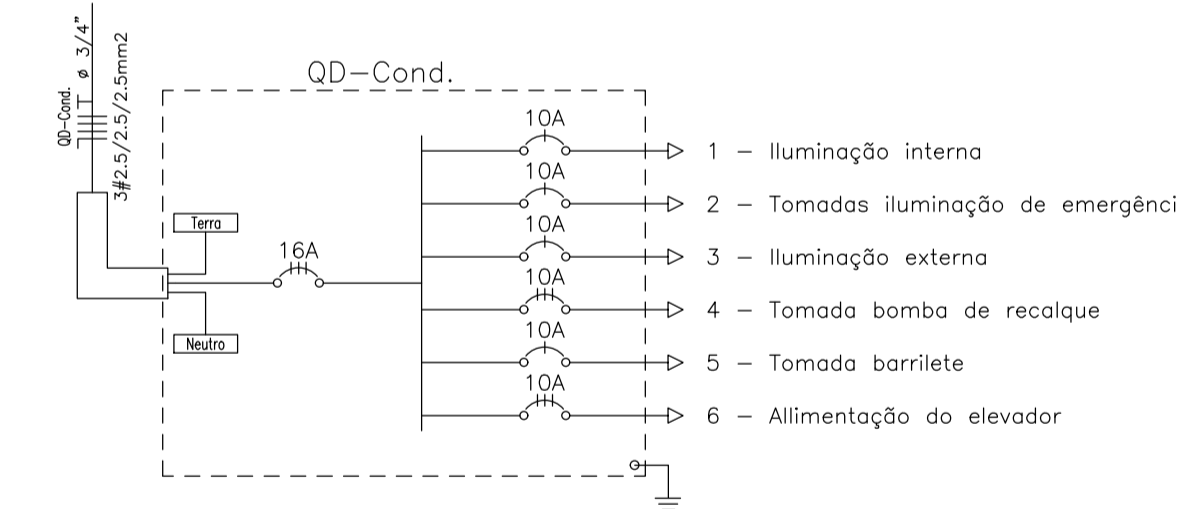 QD-Cond.
ø 3/4"
3#2.5/2.5/2.5mm2
QD-Cond.
Terra
Neutro
16A
10A
1 - Iluminação interna
10A
2 - Tomadas iluminação de emergênci
10A
3 - Iluminação externa
10A
4 - Tomada bomba de recalque
10A
5 - Tomada barrilete
10A
6 - Allimentação do elevador